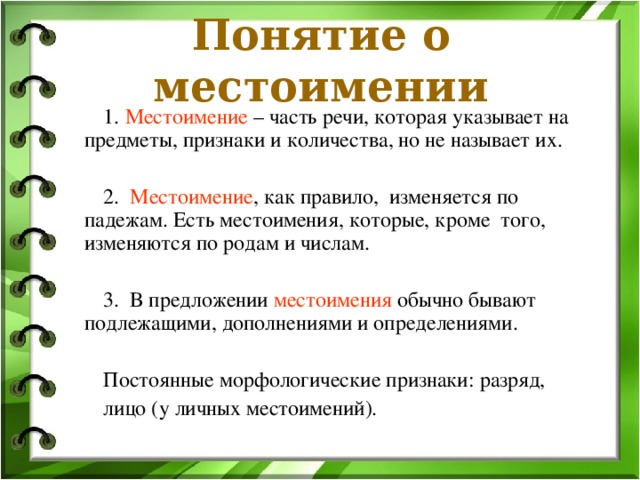 Понятие о
местоимении
1. Местоимение – часть речи, которая указывает на
предметы, признаки и количества, но не называет их.
2. Местоимение, как правило, изменяется по
падежам. Есть местоимения, которые, кроме того,
изменяются по родам и числам.
3. В предложении местоимения обычно бывают
подлежащими, дополнениями и определениями.
Постоянные морфологические признаки: разряд,
лицо (у личных местоимений).